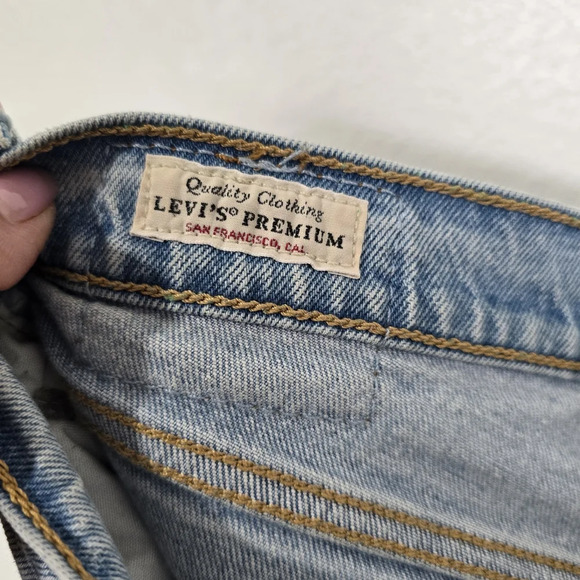 Quality Clothing
LEVI'S® PREMIUM
SAN FRANCISCO, CAL